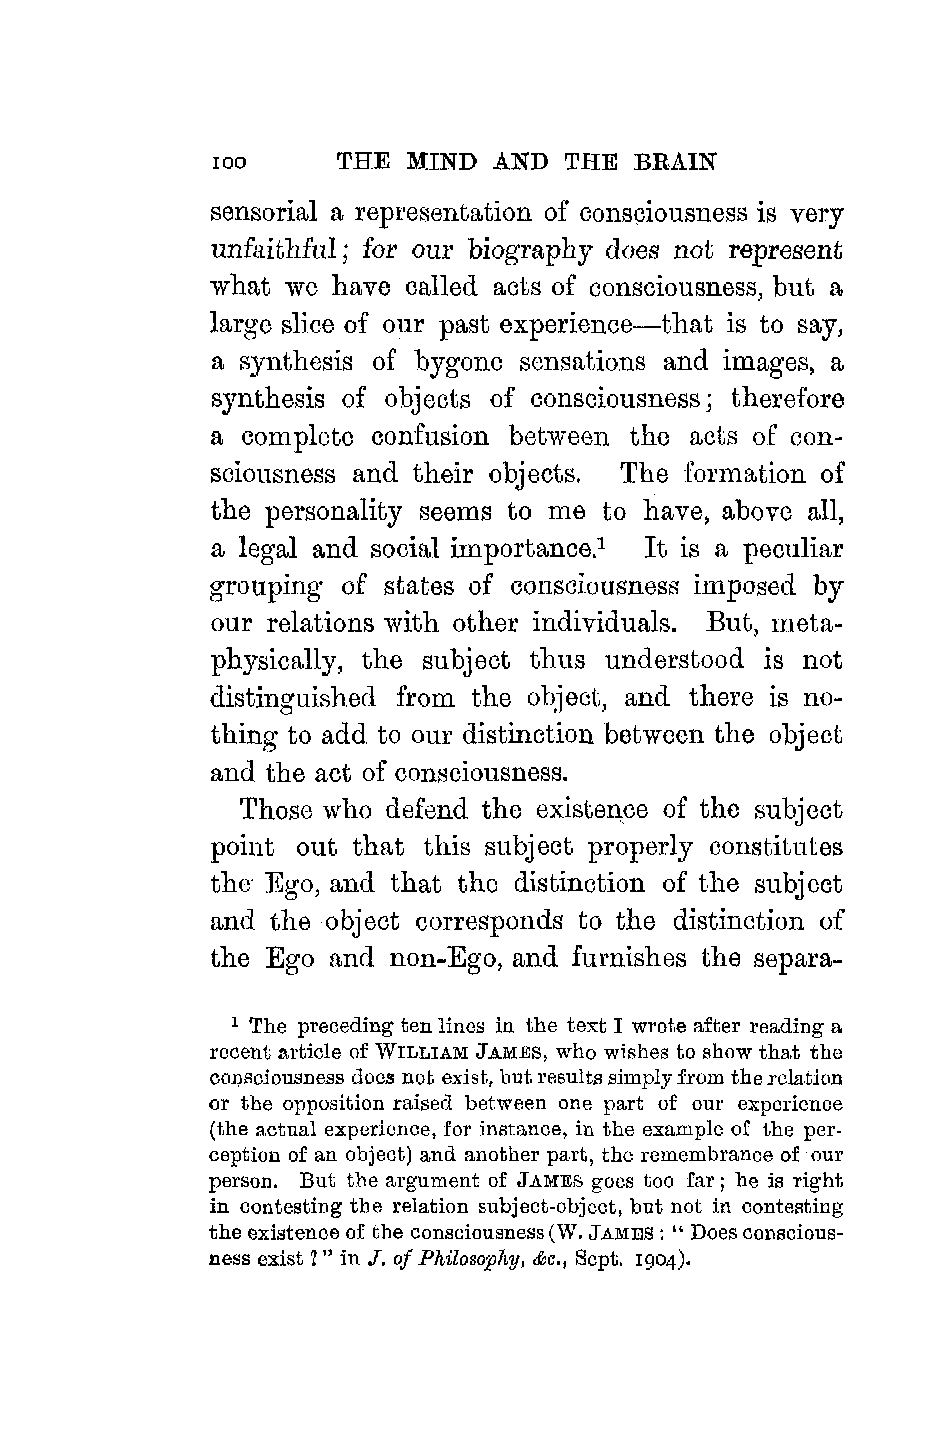 100 THE MIND AND THE BRAIN
sensorial a representation of consciousness is very
unfaithful; for our biography does not represent
what we have called acts of consciousness, but a
large slice of our past experience—that is to say,
a synthesis of bygone sensations and images, a
synthesis of objects of consciousness; therefore
a complete confusion between the acts of con-
sciousness and their objects. The formation of
the personality seems to me to have, above all,
a legal and social importance.¹ It is a peculiar
grouping of states of consciousness imposed by
our relations with other individuals. But, meta-
physically, the subject thus understood is not
distinguished from the object, and there is no-
thing to add to our distinction between the object
and the act of consciousness.
Those who defend the existence of the subject
point out that this subject properly constitutes
the Ego, and that the distinction of the subject
and the object corresponds to the distinction of
the Ego and non-Ego, and furnishes the separa-
¹ The preceding ten lines in the text I wrote after reading a
recent article of WILLIAM JAMES, who wishes to show that the
consciousness does not exist, but results simply from the relation
or the opposition raised between one part of our experience
(the actual experience, for instance, in the example of the per-
ception of an object) and another part, the remembrance of our
person. But the argument of JAMES goes too far; he is right
in contesting the relation subject-object, but not in contesting
the existence of the consciousness (W. JAMES: "Does conscious-
ness exist?" in J. of Philosophy, &c., Sept. 1904).